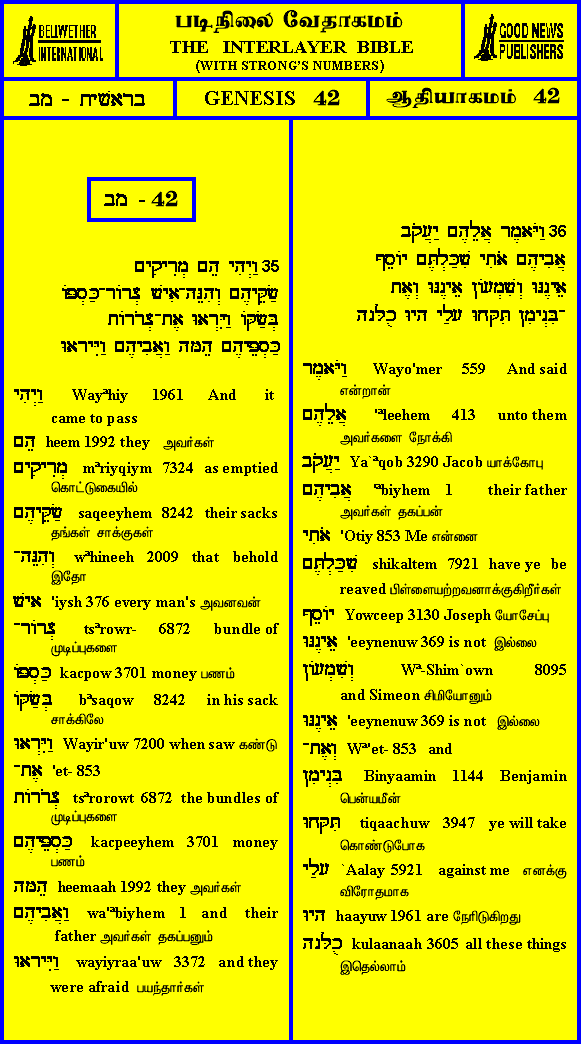 BELLWETHER
INTERNATIONAL
படிநிலை வேதாகமம்
THE INTERLAYER BIBLE
(WITH STRONG'S NUMBERS)
GOOD NEWS
PUBLISHERS
בראשית - מב
GENESIS 42
ஆதியாகமம் 42
מב - 42
35 וַיְהִי הֵם מְרִיקִים
שַׂקֵּיהֶם וְהִנֵּה־אִישׁ צְרוֹר־כַּסְפּוֹ
בְּשַׂקּוֹ וַיִּרְאוּ אֶת־צְרֹרוֹת
כַּסְפֵּיהֶם הֵמָּה וַאֲבִיהֶם וַיִּירָאוּ
וַיְהִי Wayªhiy 1961 And it
came to pass
הֵם heem 1992 they அவர்கள்
מְרִיקִים mªriyqiym 7324 as emptied
கொட்டுகையில்
שַׂקֵּיהֶם saqeeyhem 8242 their sacks
தங்கள் சாக்குகள்
וְהִנֵּה־ wªhineeh 2009 that behold
இதோ
אִישׁ 'iysh 376 every man's அவனவன்
צְרוֹר־ tsªrowr- 6872 bundle of
முடிப்புகளை
כַּסְפּוֹ kacpow 3701 money பணம்
בְּשַׂקּוֹ bªsaqow 8242 in his sack
சாக்கிலே
וַיִּרְאוּ Wayir'uw 7200 when saw கண்டு
אֶת־ 'et- 853
צְרֹרוֹת tsªrorowt 6872 the bundles of
முடிப்புகளை
כַּסְפֵּיהֶם kacpeeyhem 3701 money
பணம்
הֵמָּה heemaah 1992 they அவர்கள்
וַאֲבִיהֶם wa'ªbiyhem 1 and their
father அவர்கள் தகப்பனும்
וַיִּירָאוּ wayiyraa'uw 3372 and they
were afraid பயந்தார்கள்
36 וַיֹּאמֶר אֲלֵהֶם יַעֲקֹב
אֲבִיהֶם אֹתִי שִׁכַּלְתֶּם יוֹסֵף
אֵינֶנּוּ וְשִׁמְעוֹן אֵינֶנּוּ וְאֶת
־בִּנְיָמִן תִּקָּחוּ עָלַי הָיוּ כֻלָּנָה
וַיֹּאמֶר Wayo'mer 559 And said
என்றான்
אֲלֵהֶם 'ªleehem 413 unto them
அவர்களை நோக்கி
יַעֲקֹב Ya`ªqob 3290 Jacob யாக்கோபு
אֲבִיהֶם 'ªbiyhem 1 their father
அவர்கள் தகப்பன்
אֹתִי 'Otiy 853 Me என்னை
שִׁכַּלְתֶּם shikaltem 7921 have ye be
reaved பிள்ளையற்றவனாக்குகிறீர்கள்
יוֹסֵף Yowceep 3130 Joseph யோசேப்பு
אֵינֶנּוּ 'eeynenuw 369 is not இல்லை
וְשִׁמְעוֹן Wª-Shim`own 8095
and Simeon சிமியோனும்
אֵינֶנּוּ 'eeynenuw 369 is not இல்லை
וְאֶת־ Wª'et- 853 and
בִּנְיָמִן Binyaamin 1144 Benjamin
பென்யமீன்
תִּקָּחוּ tiqaachuw 3947 ye will take
கொண்டுபோக
עָלַי `Aalay 5921 against me எனக்கு
விரோதமாக
הָיוּ haayuw 1961 are நேரிடுகிறது
כֻלָּנָה kulaanaah 3605 all these things
இதெல்லாம்